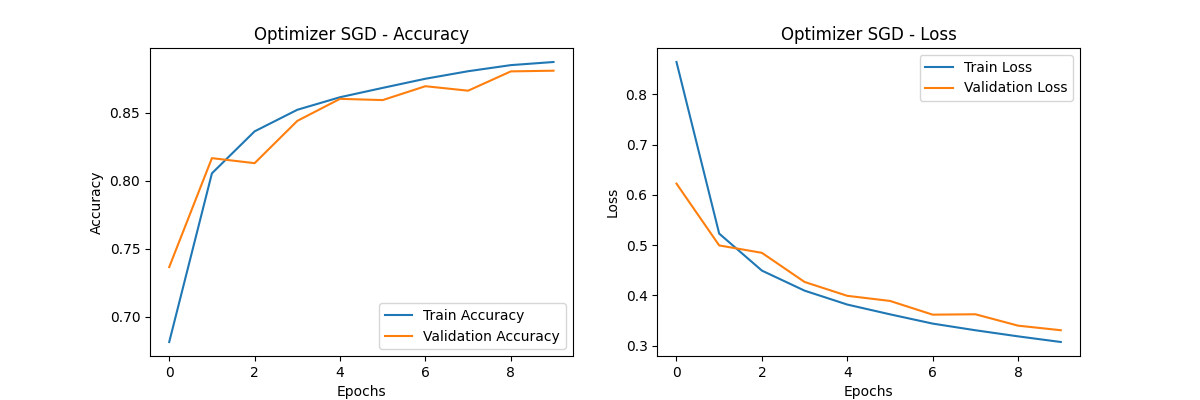 Optimizer SGD - Accuracy
Accuracy
0.85
0.80
0.75
0.70
0 2 4 6 8
Epochs
Train Accuracy
Validation Accuracy
Optimizer SGD - Loss
Loss
0.8
0.7
0.6
0.5
0.4
0.3
0 2 4 6 8
Epochs
Train Loss
Validation Loss